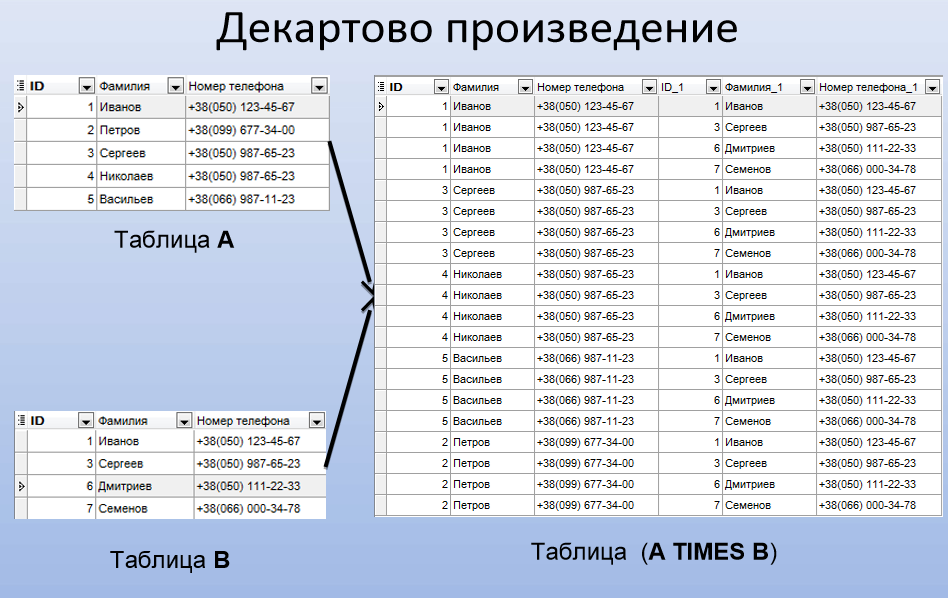 Декартово произведение
ID Фамилия Номер телефона
1 Иванов +38(050) 123-45-67
2 Петров +38(099) 677-34-00
3 Сергеев +38(050) 987-65-23
4 Николаев +38(050) 987-65-23
5 Васильев +38(066) 987-11-23
Таблица A
ID Фамилия Номер телефона
1 Иванов +38(050) 123-45-67
3 Сергеев +38(050) 987-65-23
6 Дмитриев +38(050) 111-22-33
7 Семенов +38(066) 000-34-78
Таблица B
ID Фамилия Номер телефона ID_1 Фамилия_1 Номер телефона_1
1 Иванов +38(050) 123-45-67 1 Иванов +38(050) 123-45-67
1 Иванов +38(050) 123-45-67 3 Сергеев +38(050) 987-65-23
1 Иванов +38(050) 123-45-67 6 Дмитриев +38(050) 111-22-33
1 Иванов +38(050) 123-45-67 7 Семенов +38(066) 000-34-78
3 Сергеев +38(050) 987-65-23 1 Иванов +38(050) 123-45-67
3 Сергеев +38(050) 987-65-23 3 Сергеев +38(050) 987-65-23
3 Сергеев +38(050) 987-65-23 6 Дмитриев +38(050) 111-22-33
3 Сергеев +38(050) 987-65-23 7 Семенов +38(066) 000-34-78
4 Николаев +38(050) 987-65-23 1 Иванов +38(050) 123-45-67
4 Николаев +38(050) 987-65-23 3 Сергеев +38(050) 987-65-23
4 Николаев +38(050) 987-65-23 6 Дмитриев +38(050) 111-22-33
4 Николаев +38(050) 987-65-23 7 Семенов +38(066) 000-34-78
5 Васильев +38(066) 987-11-23 1 Иванов +38(050) 123-45-67
5 Васильев +38(066) 987-11-23 3 Сергеев +38(050) 987-65-23
5 Васильев +38(066) 987-11-23 6 Дмитриев +38(050) 111-22-33
5 Васильев +38(066) 987-11-23 7 Семенов +38(066) 000-34-78
2 Петров +38(099) 677-34-00 1 Иванов +38(050) 123-45-67
2 Петров +38(099) 677-34-00 3 Сергеев +38(050) 987-65-23
2 Петров +38(099) 677-34-00 6 Дмитриев +38(050) 111-22-33
2 Петров +38(099) 677-34-00 7 Семенов +38(066) 000-34-78
Таблица (A TIMES B)